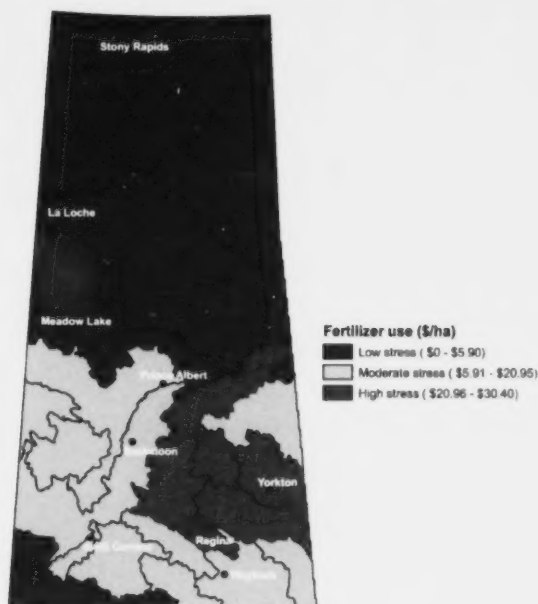 Stony Rapids
La Loche
Meadow Lake
Prince Albert
Saskatoon
Yorkton
Regina
Weyburn
Fertilizer use ($/ha)
Low stress ( $0 - $5.90)
Moderate stress ( $5.91 - $20.95)
High stress ( $20.96 - $30.40)